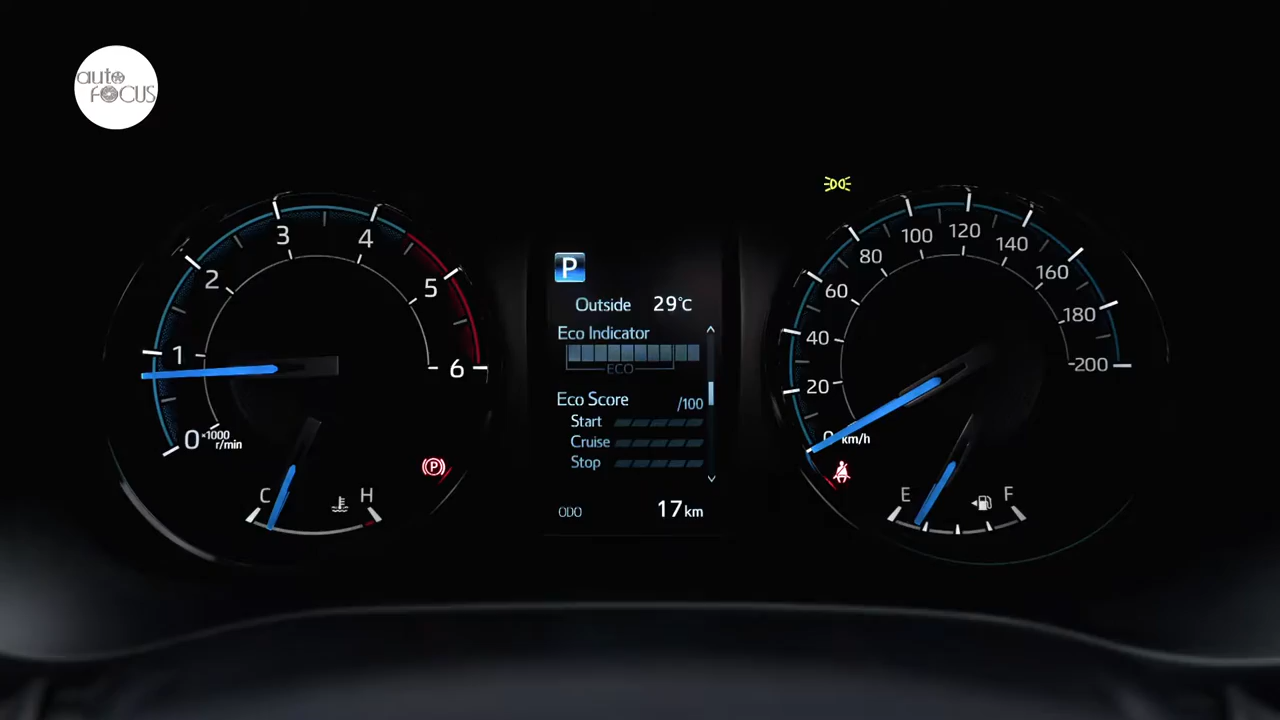 auto
FOCUS
0
1
2
3
4
5
6
×1000
r/min
C
H
P
P
Outside 29°C
Eco Indicator
ECO
Eco Score /100
Start
Cruise
Stop
ODO 17km
0
20
40
60
80
100
120
140
160
180
200
km/h
E
F